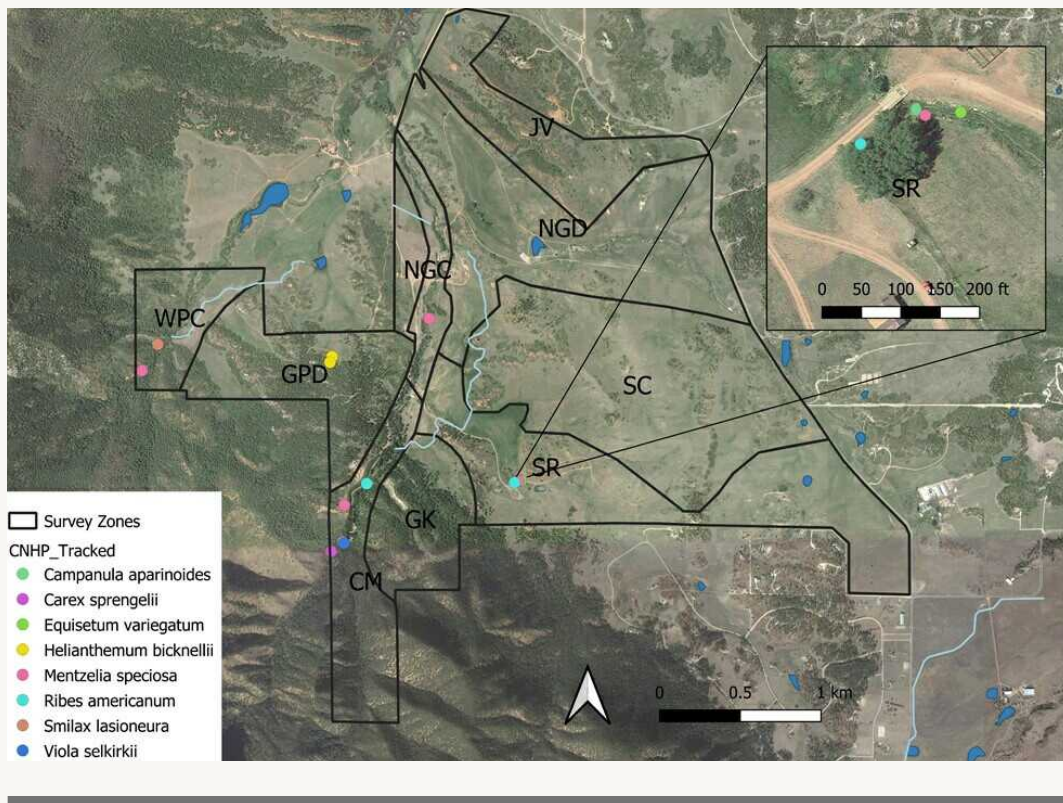 JV
NGD
NGC
WPC
GPD
SC
SR
GK
CM
SR
0 50 100 150 200 ft
0 0.5 1 km
Survey Zones
CNHP_Tracked
Campanula aparinoides
Carex sprengelii
Equisetum variegatum
Helianthemum bicknellii
Mentzelia speciosa
Ribes americanum
Smilax lasioneura
Viola selkirkii